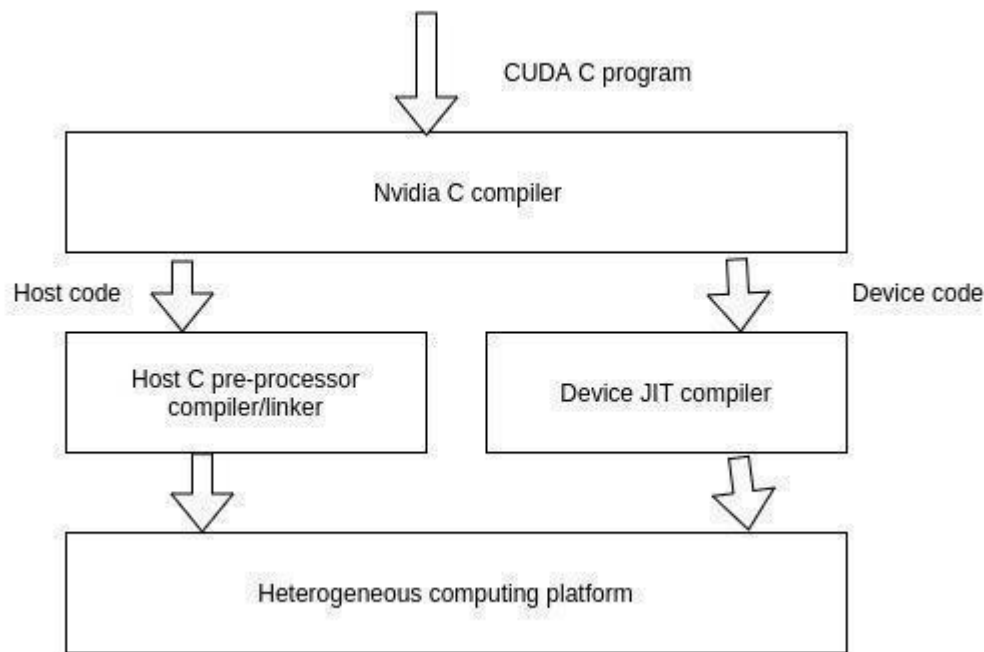 CUDA C program
Nvidia C compiler
Host code
Device code
Host C pre-processor
compiler/linker
Device JIT compiler
Heterogeneous computing platform